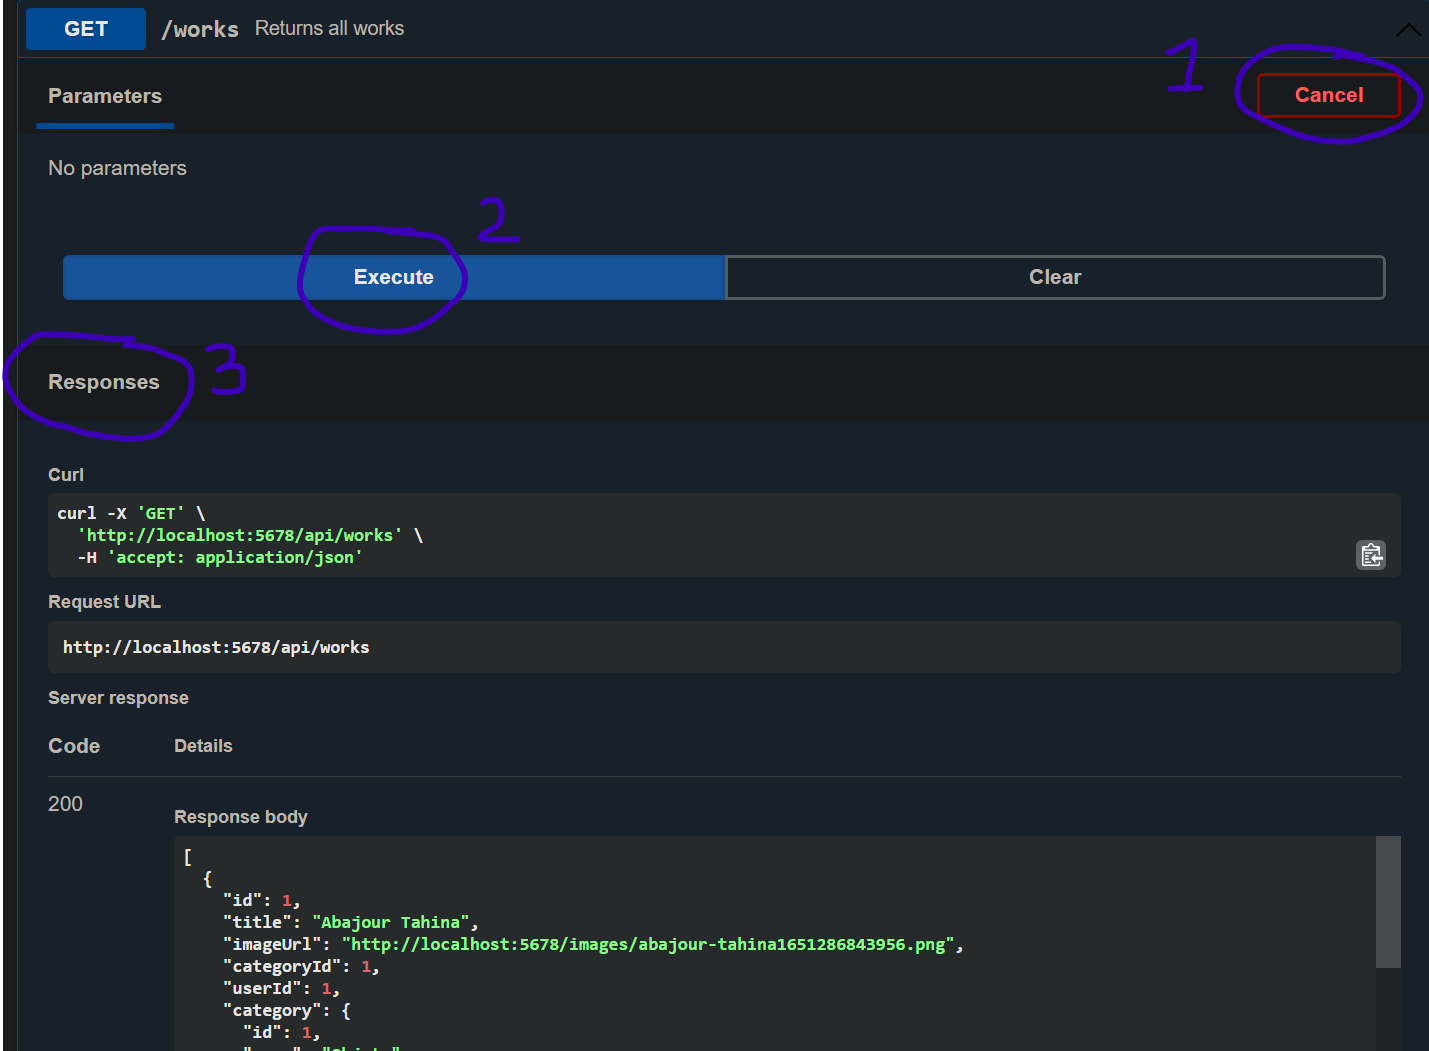 GET /works Returns all works
1
Parameters
Cancel
No parameters
2
Execute
Clear
Responses
3
Curl
curl -X 'GET' \
'http://localhost:5678/api/works' \
-H 'accept: application/json'
Request URL
http://localhost:5678/api/works
Server response
Code Details
200
Response body
[
{
"id": 1,
"title": "Abajour Tahina",
"imageUrl": "http://localhost:5678/images/abajour-tahina1651286843956.png",
"categoryId": 1,
"userId": 1,
"category": {
"id": 1,